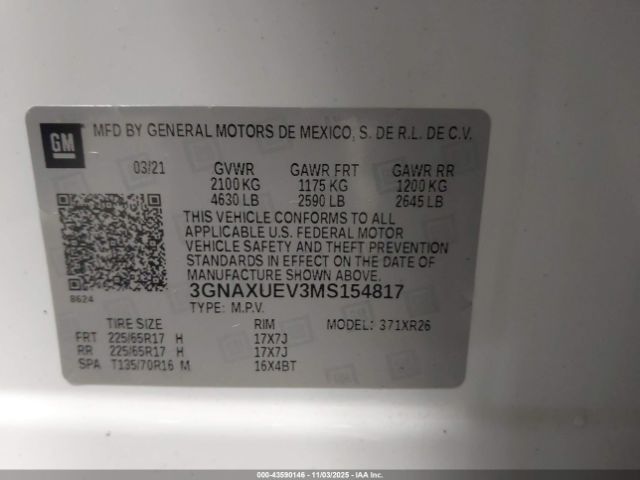 GM
MFD BY GENERAL MOTORS DE MEXICO, S. DE R.L. DE C.V.
03/21 GVWR GAWR FRT GAWR RR
2100 KG 1175 KG 1200 KG
4630 LB 2590 LB 2645 LB
THIS VEHICLE CONFORMS TO ALL
APPLICABLE U.S. FEDERAL MOTOR
VEHICLE SAFETY AND THEFT PREVENTION
STANDARDS IN EFFECT ON THE DATE OF
MANUFACTURE SHOWN ABOVE.
8624
3GNAXUEV3MS154817
TYPE: M.P.V.
TIRE SIZE RIM MODEL: 371XR26
FRT 225/65R17 H 17X7J
RR 225/65R17 H 17X7J
SPA T135/70R16 M 16X4BT
000-43590146 - 11/03/2025 - IAA Corp.